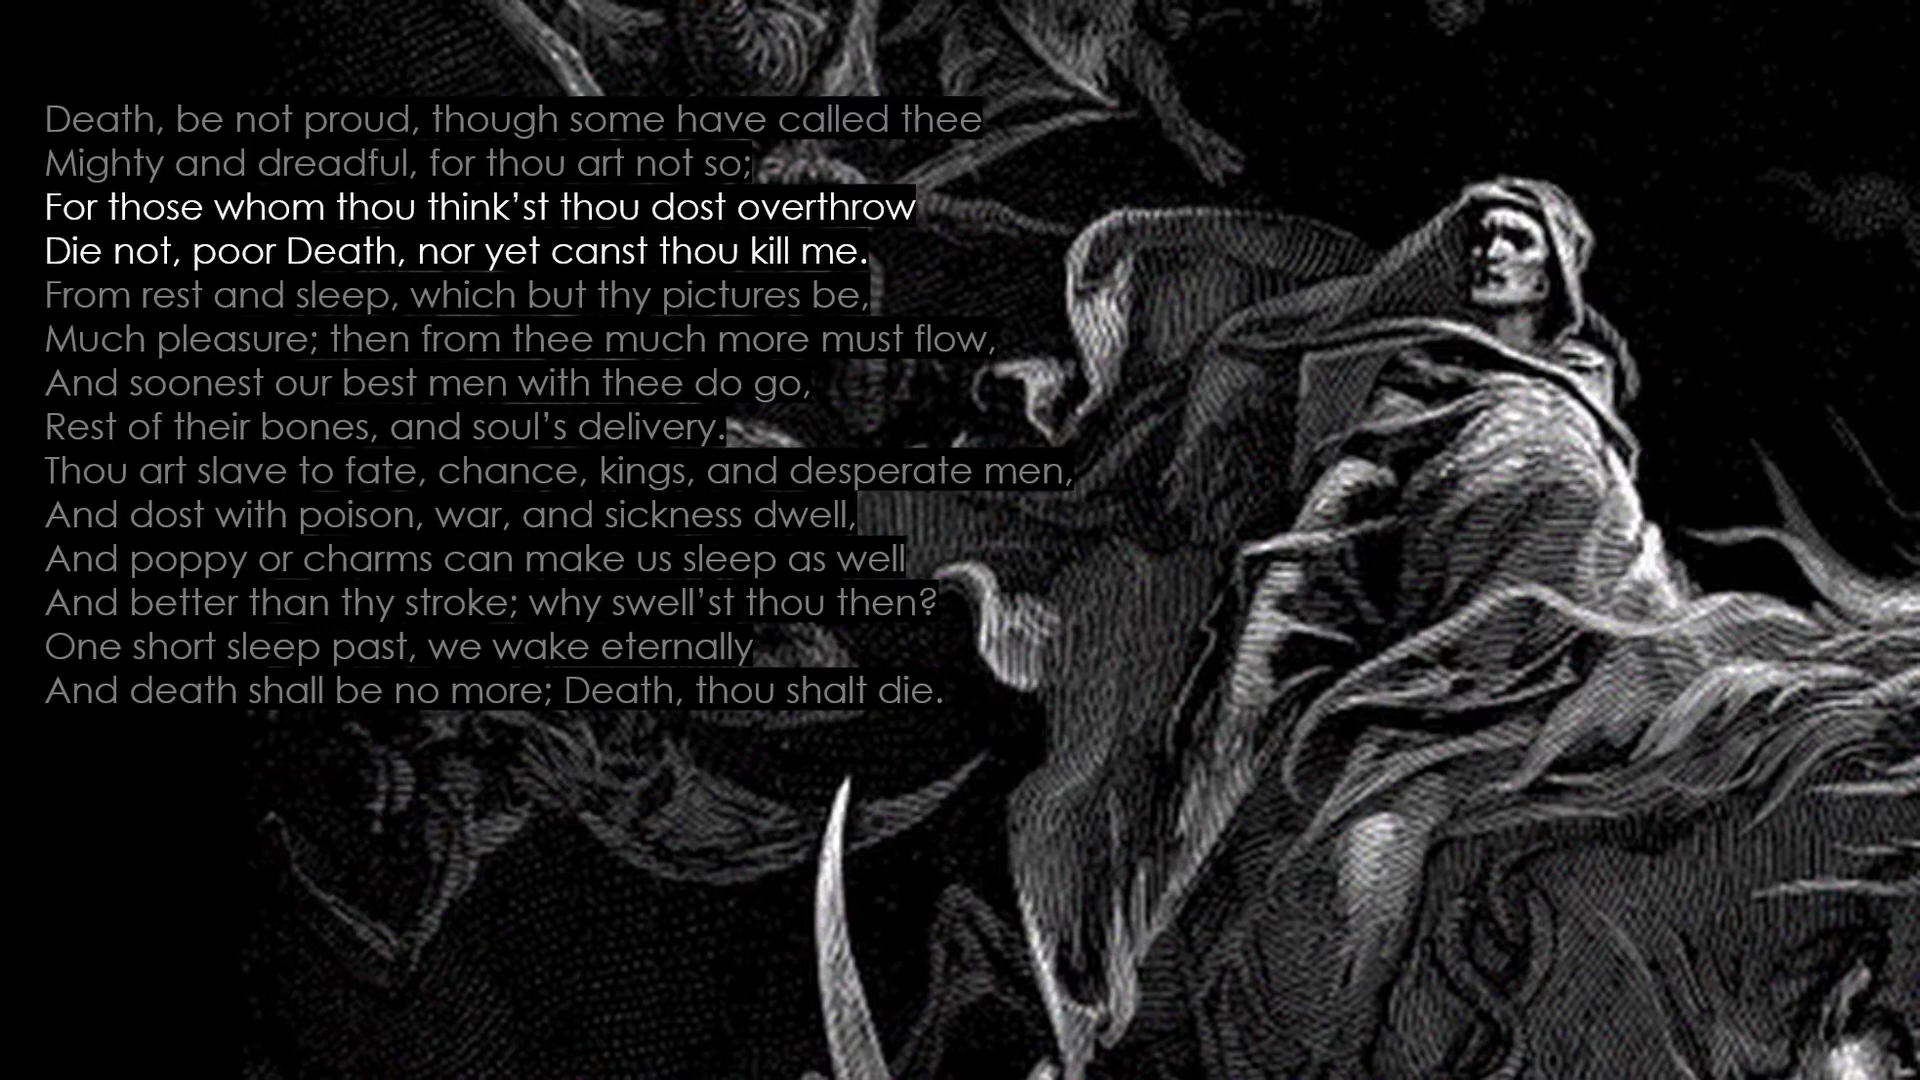 Death, be not proud, though some have called thee
Mighty and dreadful, for thou art not so;
For those whom thou think’st thou dost overthrow
Die not, poor Death, nor yet canst thou kill me.
From rest and sleep, which but thy pictures be,
Much pleasure; then from thee much more must flow,
And soonest our best men with thee do go,
Rest of their bones, and soul’s delivery.
Thou art slave to fate, chance, kings, and desperate men,
And dost with poison, war, and sickness dwell,
And poppy or charms can make us sleep as well
And better than thy stroke; why swell’st thou then?
One short sleep past, we wake eternally
And death shall be no more; Death, thou shalt die.